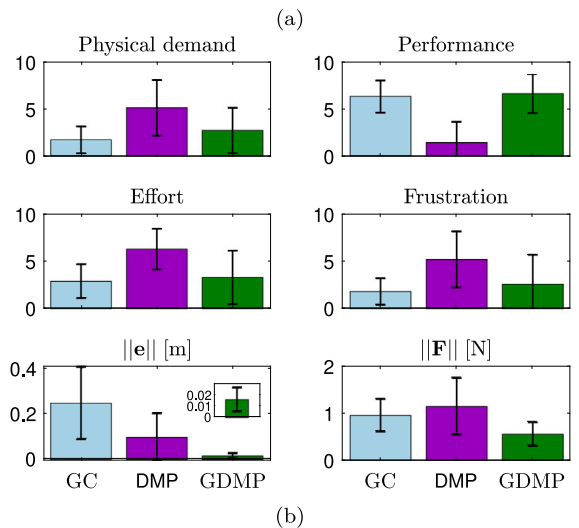 (a)
Physical demand Performance
10 10
5 5
0 0
Effort Frustration
10 10
5 5
0 0
||e|| [m] ||F|| [N]
0.4 2
0.02
0.01
0
0.2 1
0 0
GC DMP GDMP GC DMP GDMP
(b)